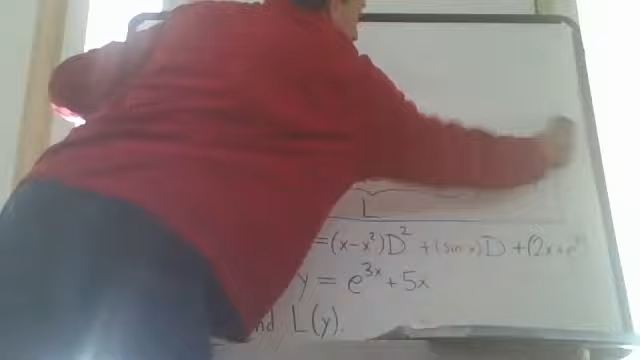 L
=(x-x²)D² + (sin x)D + (2x+e
y = e^{3x} + 5x
nd L(y).